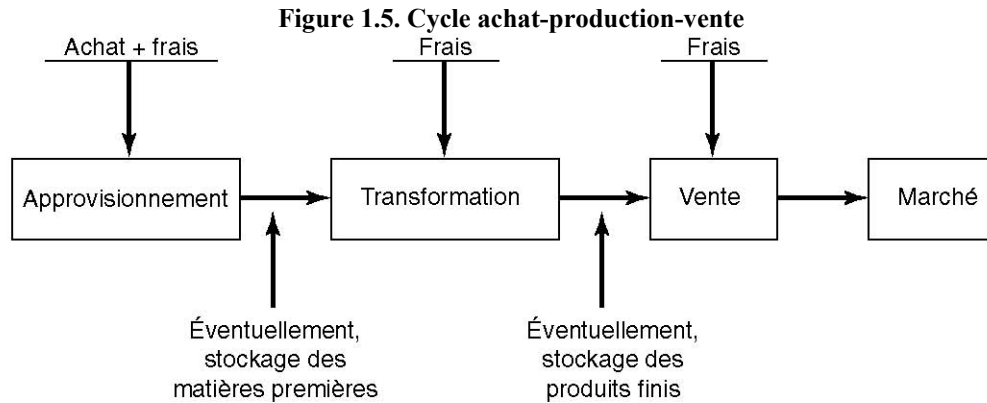 Figure 1.5. Cycle achat-production-vente
Achat + frais
Frais
Frais
Approvisionnement
Transformation
Vente
Marché
Éventuellement,
stockage des
matières premières
Éventuellement,
stockage des
produits finis